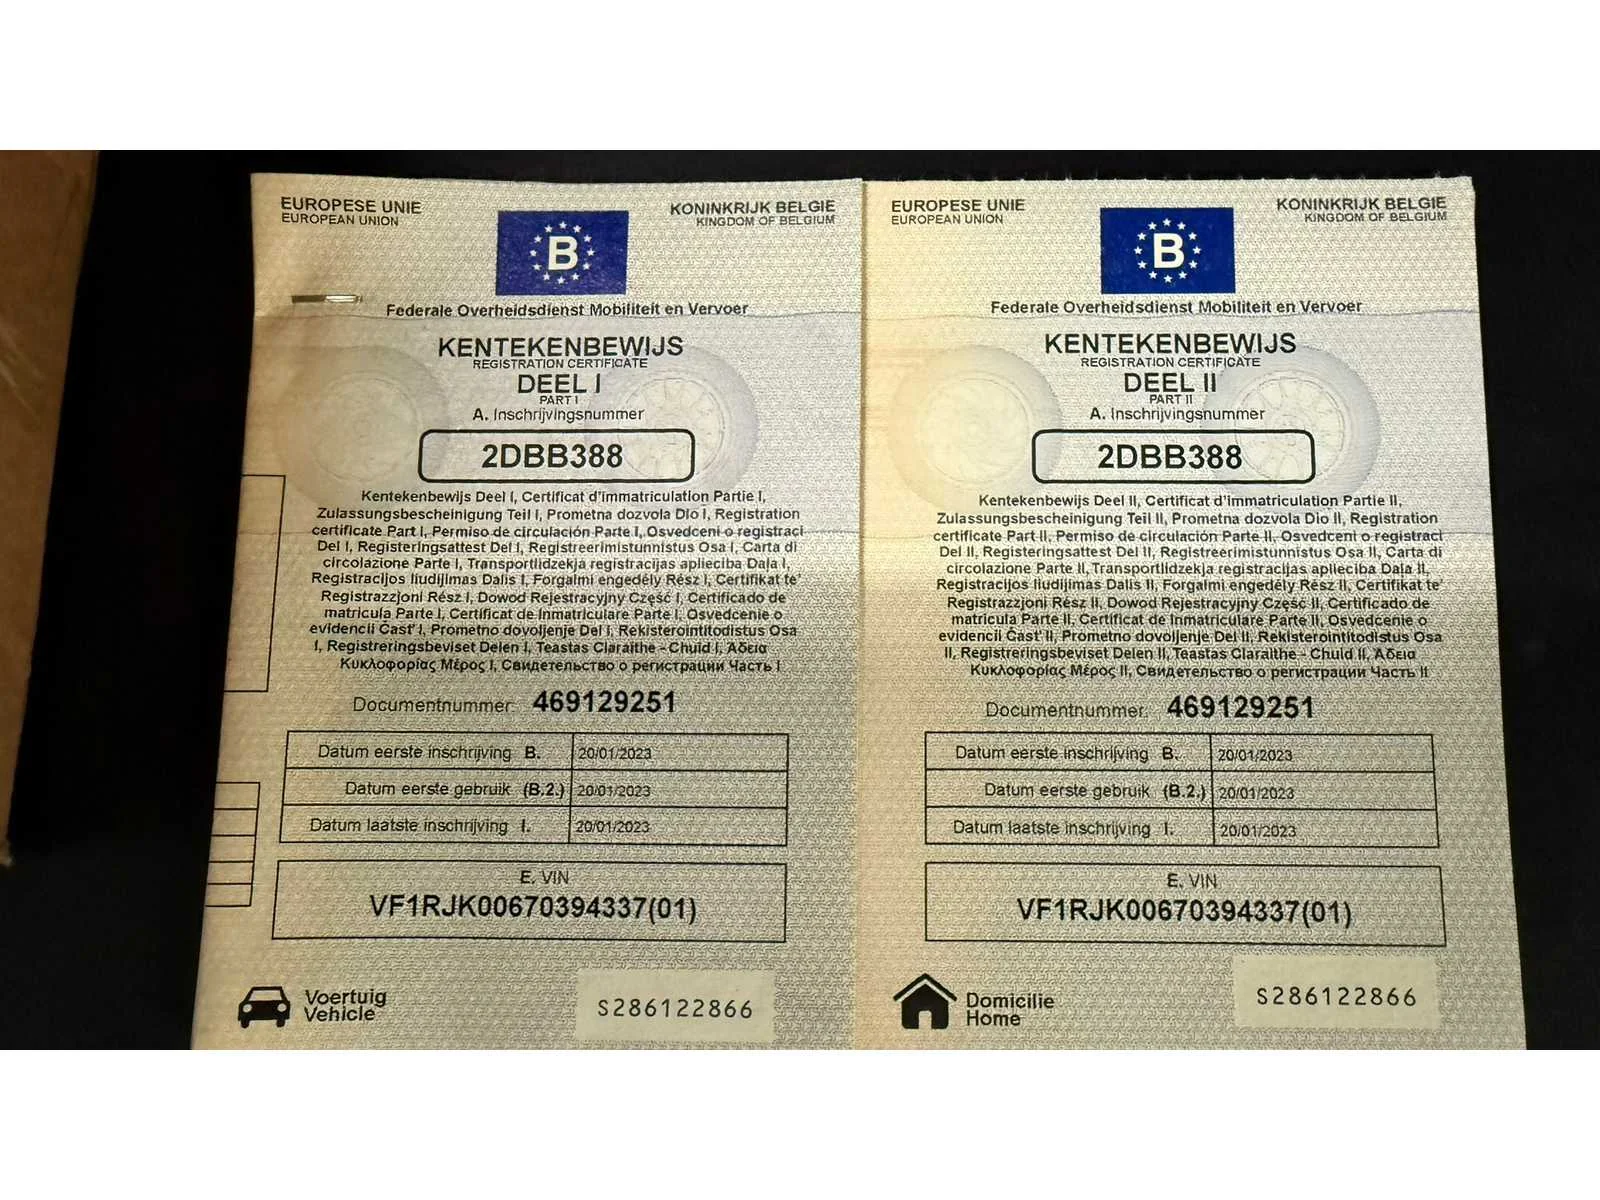 EUROPESE UNIE
EUROPEAN UNION
B
KONINKRIJK BELGIE
KINGDOM OF BELGIUM
Federale Overheidsdienst Mobiliteit en Vervoer
KENTEKENBEWIJS
REGISTRATION CERTIFICATE
DEEL I
PART I
A. Inschrijvingsnummer
2DBB388
Kentekenbewijs Deel I, Certificat d'immatriculation Partie I,
Zulassungsbescheinigung Teil I, Prometna dozvola Dio I, Registration
certificate Part I, Permiso de circulación Parte I, Osvedceni o registraci
Del I, Registeringsattest Del I, Registreerimistunnistus Osa I, Carta di
circolazione Parte I, Transportlidzekja registracijas aplieciba Daļa I,
Registracijos liudijimas Dalis I, Forgalmi engedély Rész I, Certifikat te'
Registrazzjoni Rész I, Dowod Rejestracyjny Część I, Certificado de
matricula Parte I, Certificat de Inmatriculare Parte I, Osvedcenie o
evidencii Časť I, Prometno dovoljenje Del I, Rekisterointitodistus Osa
I, Registreringsbeviset Delen I, Teastas Claraithe - Chuid I, Άδεια
Κυκλοφορίας Μέρος I, Свидетельство о регистрации Часть I
Documentnummer: 469129251
Datum eerste inschrijving B. 20/01/2023
Datum eerste gebruik (B.2.) 20/01/2023
Datum laatste inschrijving I. 20/01/2023
E. VIN
VF1RJK00670394337(01)
Voertuig
Vehicle
S286122866
EUROPESE UNIE
EUROPEAN UNION
B
KONINKRIJK BELGIE
KINGDOM OF BELGIUM
Federale Overheidsdienst Mobiliteit en Vervoer
KENTEKENBEWIJS
REGISTRATION CERTIFICATE
DEEL II
PART II
A. Inschrijvingsnummer
2DBB388
Kentekenbewijs Deel II, Certificat d'immatriculation Partie II,
Zulassungsbescheinigung Teil II, Prometna dozvola Dio II, Registration
certificate Part II, Permiso de circulación Parte II, Osvedceni o registraci
Del II, Registeringsattest Del II, Registreerimistunnistus Osa II, Carta di
circolazione Parte II, Transportlidzekja registracijas aplieciba Daļa II,
Registracijos liudijimas Dalis II, Forgalmi engedély Rész II, Certifikat te'
Registrazzjoni Rész II, Dowod Rejestracyjny Część II, Certificado de
matricula Parte II, Certificat de Inmatriculare Parte II, Osvedcenie o
evidencii Časť II, Prometno dovoljenje Del II, Rekisterointitodistus Osa
II, Registreringsbeviset Delen II, Teastas Claraithe - Chuid II, Άδεια
Κυκλοφορίας Μέρος II, Свидетельство о регистрации Часть II
Documentnummer: 469129251
Datum eerste inschrijving B. 20/01/2023
Datum eerste gebruik (B.2.) 20/01/2023
Datum laatste inschrijving I. 20/01/2023
E. VIN
VF1RJK00670394337(01)
Domicilie
Home
S286122866